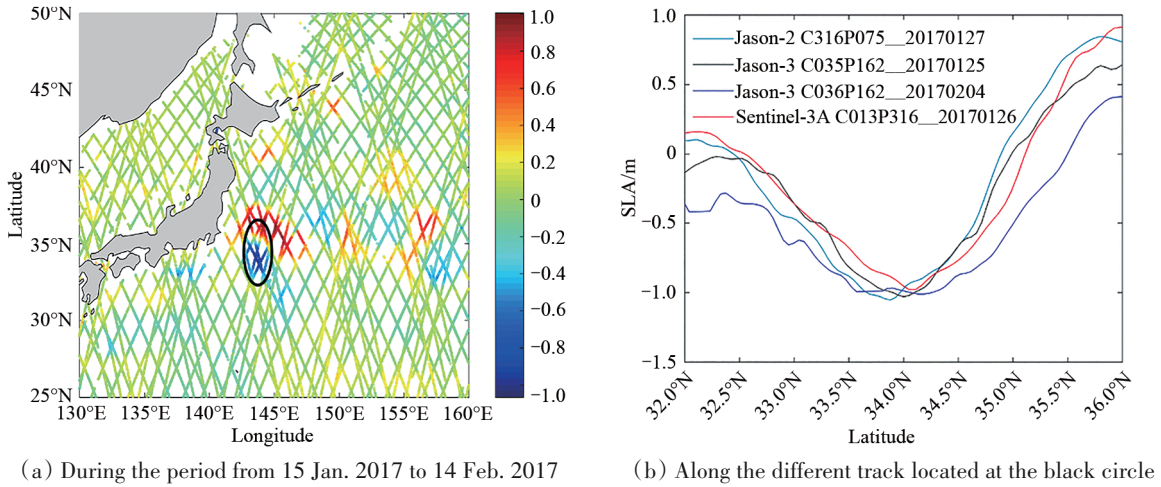 50°N
45°N
40°N
35°N
30°N
25°N
Latitude
130°E
135°E
140°E
145°E
150°E
155°E
160°E
Longitude
1.0
0.8
0.6
0.4
0.2
0
−0.2
−0.4
−0.6
−0.8
−1.0
(a) During the period from 15 Jan. 2017 to 14 Feb. 2017
1.0
0.5
0
−0.5
−1.0
−1.5
SLA/m
Jason-2 C316P075__20170127
Jason-3 C035P162__20170125
Jason-3 C036P162__20170204
Sentinel-3A C013P316__20170126
32.0°N
32.5°N
33.0°N
33.5°N
34.0°N
34.5°N
35.0°N
35.5°N
36.0°N
Latitude
(b) Along the different track located at the black circle